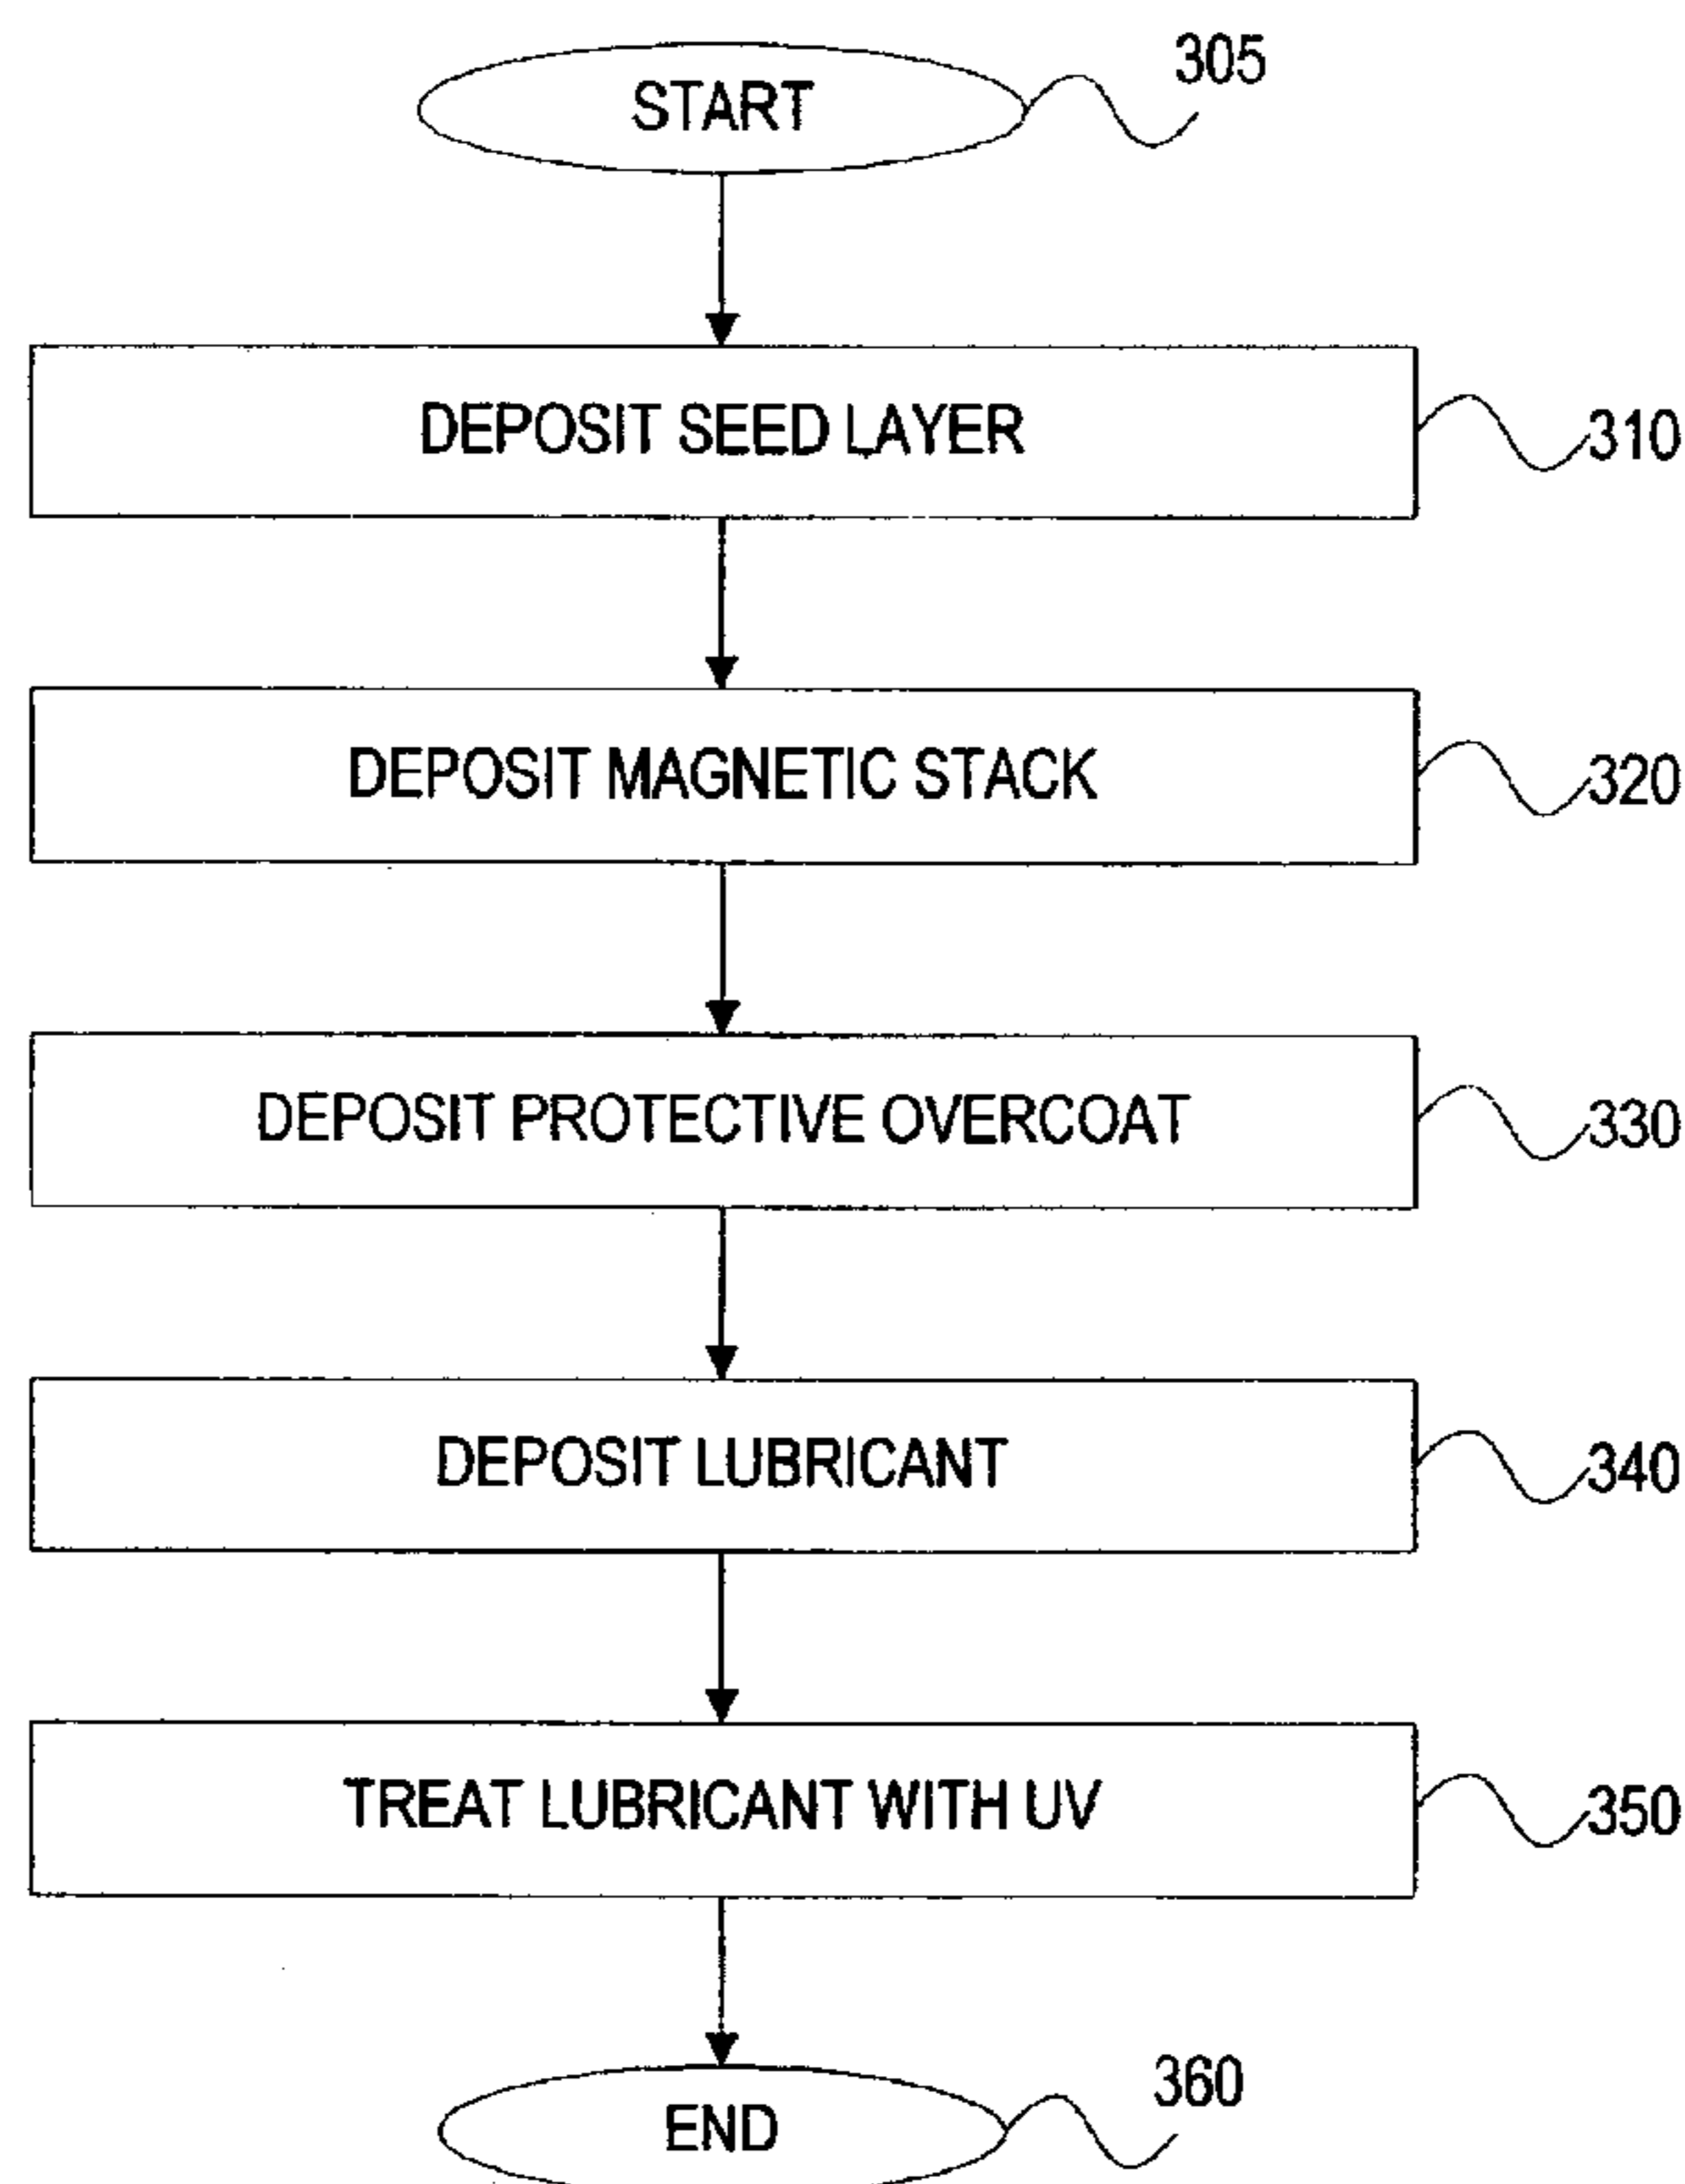 START
305
DEPOSIT SEED LAYER
310
DEPOSIT MAGNETIC STACK
320
DEPOSIT PROTECTIVE OVERCOAT
330
DEPOSIT LUBRICANT
340
TREAT LUBRICANT WITH UV
350
END
360